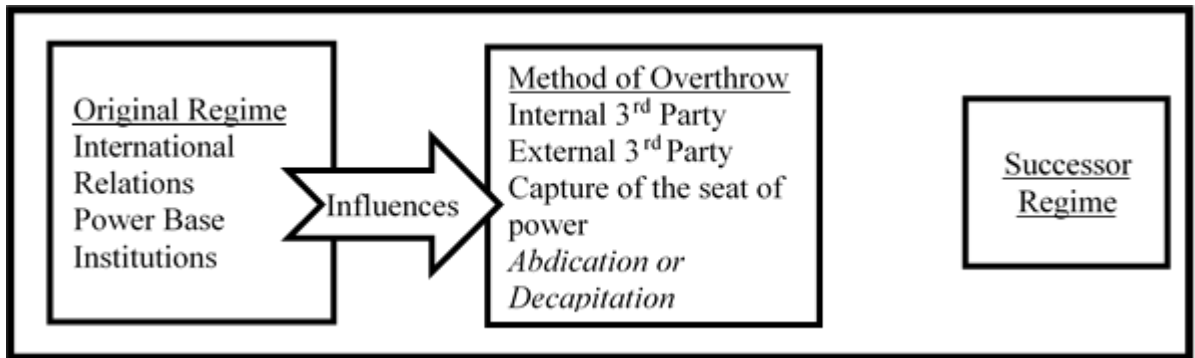 Original Regime
International
Relations
Power Base
Institutions
Influences
Method of Overthrow
Internal 3rd Party
External 3rd Party
Capture of the seat of
power
Abdication or
Decapitation
Successor
Regime